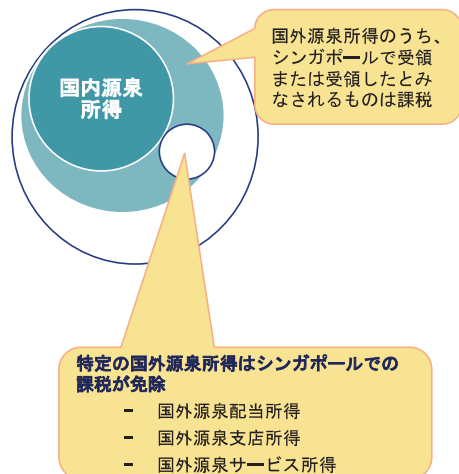 国外源泉所得のうち、
シンガポールで受領
または受領したとみ
なされるものは課税
国内源泉
所得
特定の国外源泉所得はシンガポールでの
課税が免除
- 国外源泉配当所得
- 国外源泉支店所得
- 国外源泉サービス所得